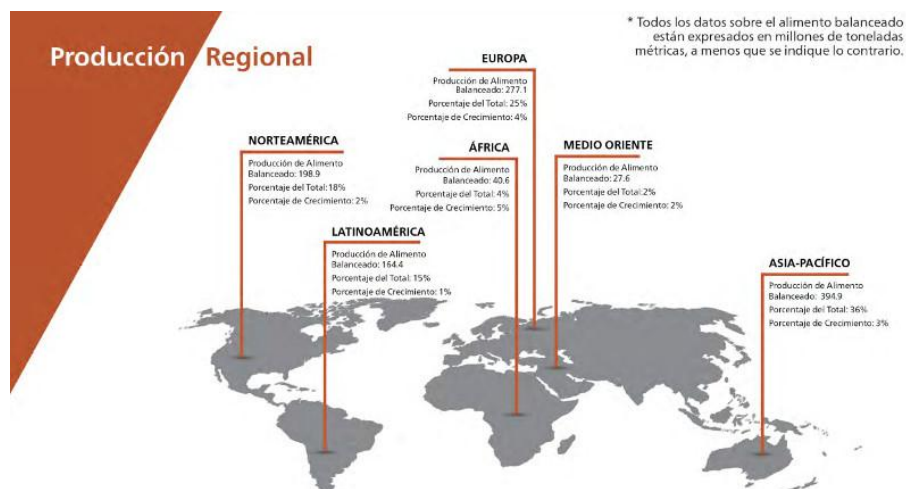 Producción Regional
* Todos los datos sobre el alimento balanceado
están expresados en millones de toneladas
métricas, a menos que se indique lo contrario.
EUROPA
Producción de Alimento
Balanceado: 277.1
Porcentaje del Total: 25%
Porcentaje de Crecimiento: 4%
NORTEAMÉRICA
Producción de Alimento
Balanceado: 198.9
Porcentaje del Total: 18%
Porcentaje de Crecimiento: 2%
ÁFRICA
Producción de Alimento
Balanceado: 40.6
Porcentaje del Total: 4%
Porcentaje de Crecimiento: 5%
MEDIO ORIENTE
Producción de Alimento
Balanceado: 27.6
Porcentaje del Total:2%
Porcentaje de Crecimiento: 2%
LATINOAMÉRICA
Producción de Alimento
Balanceado: 164.4
Porcentaje del Total: 15%
Porcentaje de Crecimiento: 1%
ASIA-PACÍFICO
Producción de Alimento
Balanceado: 394.9
Porcentaje del Total: 36%
Porcentaje de Crecimiento: 3%